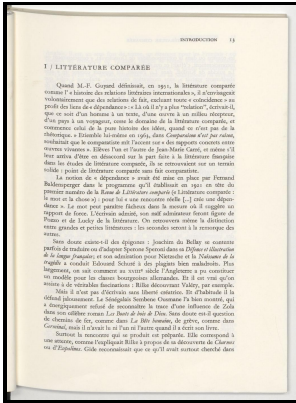 INTRODUCTION 13
I / LITTÉRATURE COMPARÉE
Quand M.-F. Guyard définissait, en 1951, la littérature comparée
comme l'« histoire des relations littéraires internationales », il n'envisageait
volontairement que des relations de fait, excluant toute « coïncidence » au
profit des liens de « dépendance » : « Là où il n'y a plus "relation", écrivait-il,
que ce soit d'un homme à un texte, d'une œuvre à un milieu récepteur,
d'un pays à un voyageur, cesse le domaine de la littérature comparée, et
commence celui de la pure histoire des idées, quand ce n'est pas de la
rhétorique. » Etiemble lui-même en 1963, dans Comparaison n'est pas raison,
souhaitait que le comparatiste mît l'accent sur « des rapports concrets entre
œuvres vivantes ». Elèves l'un et l'autre de Jean-Marie Carré, et même s'il
leur arriva d'être en désaccord sur la part faite à la littérature française
dans les études de littérature comparée, ils se retrouvaient sur un terrain
solide : point de littérature comparée sans fait comparatiste.
La notion de « dépendance » avait été mise en place par Fernand
Baldensperger dans le programme qu'il établissait en 1921 en tête du
premier numéro de la Revue de Littérature comparée (« Littérature comparée :
le mot et la chose ») : pour lui « une rencontre réelle [...] crée une dépen-
dance ». Le mot peut paraître fâcheux dans la mesure où il suggère un
rapport de force. L'écrivain admiré, son naïf admirateur feront figure de
Pozzo et de Lucky de la littérature. On retrouvera même la distinction
entre grandes et petites littératures : les secondes seront à la remorque des
autres.
Sans doute existe-t-il des épigones : Joachim du Bellay se contente
parfois de traduire ou d'adapter Sperone Speroni dans sa Défense et Illustration
de la langue française ; et son admiration pour Nietzsche et la Naissance de la
tragédie a conduit Edouard Schuré à des plagiats bien maladroits. Plus
largement, on sait comment au XVIIIe siècle l'Angleterre a pu constituer
un modèle pour les classes bourgeoises allemandes. Et il est vrai qu'on
assiste à de véritables fascinations : Rilke découvrant Valéry, par exemple.
Mais il n'est pas d'écrivain sans liberté créatrice. Et d'habitude il la
défend jalousement. Le Sénégalais Sembene Ousmane l'a bien montré, qui
a énergiquement refusé de reconnaître la trace d'une influence de Zola
dans son célèbre roman Les Bouts de bois de Dieu. Sans doute est-il question
de chemins de fer, comme dans La Bête humaine, de grève, comme dans
Germinal, mais il n'avait lu ni l'un ni l'autre quand il a écrit son livre.
Surtout la rencontre qui se produit est préparée. Elle correspond à
une attente, comme l'expliquait Rilke à propos de sa découverte de Charmes
ou d'Eupalinos. Gide reconnaissait que ce qu'il avait surtout cherché dans